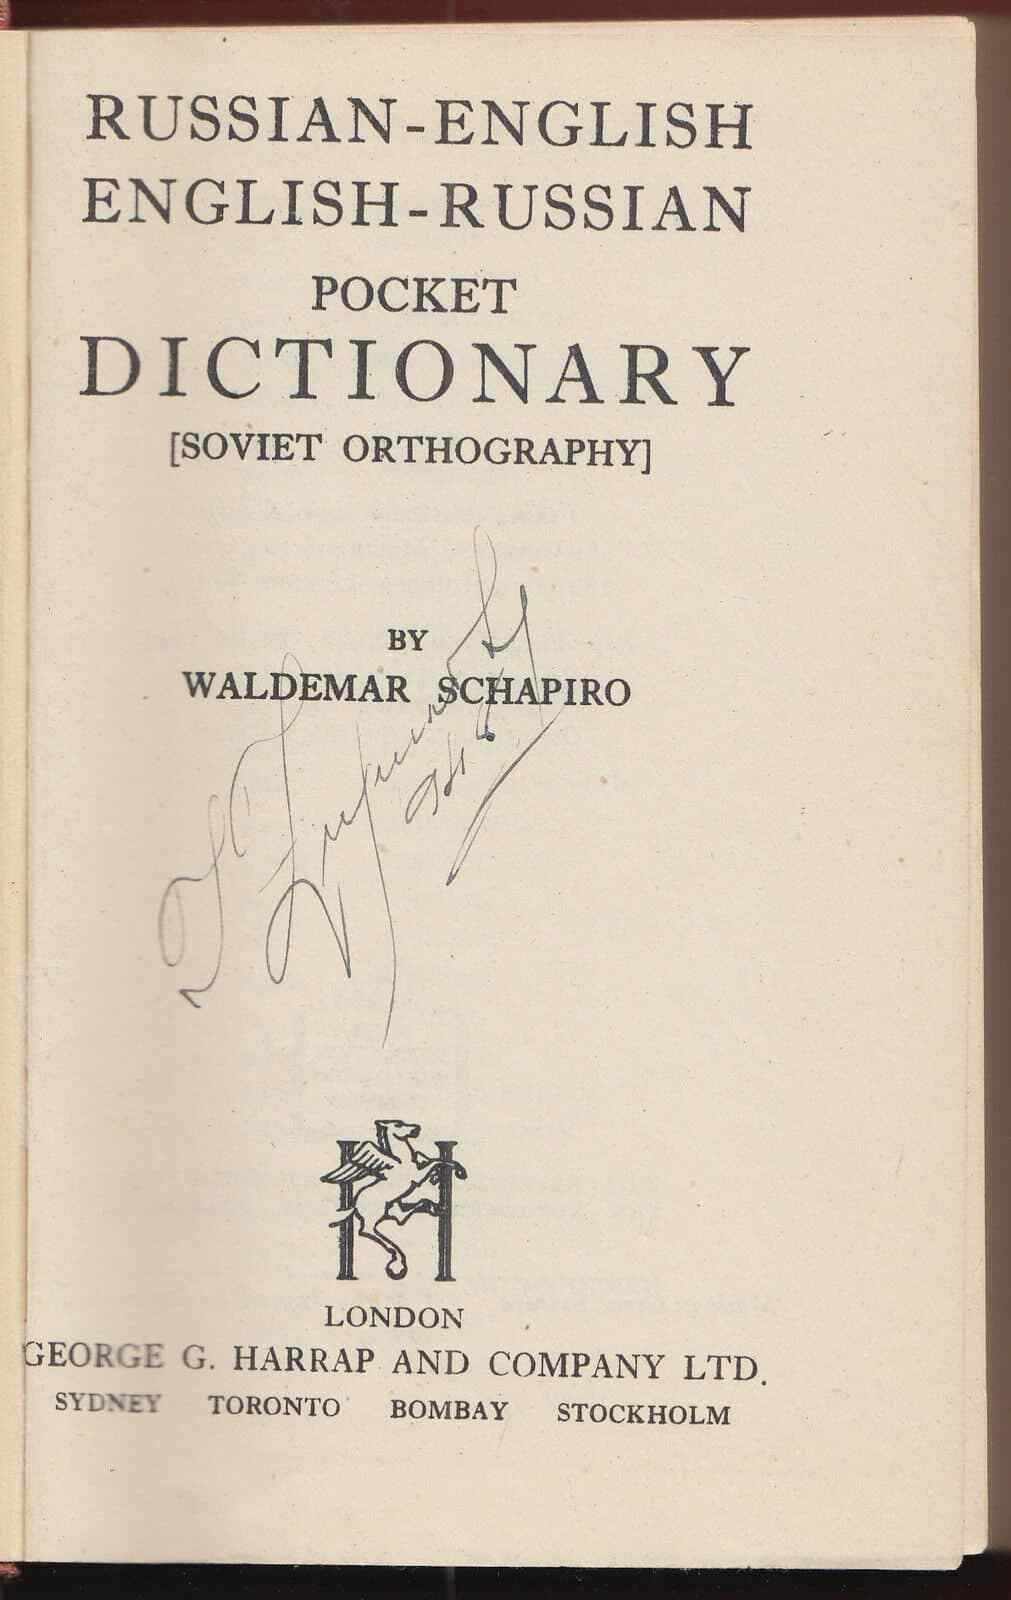 RUSSIAN-ENGLISH
ENGLISH-RUSSIAN
POCKET
DICTIONARY
[SOVIET ORTHOGRAPHY]
BY
WALDEMAR SCHAPIRO
H
LONDON
GEORGE G. HARRAP AND COMPANY LTD.
SYDNEY TORONTO BOMBAY STOCKHOLM